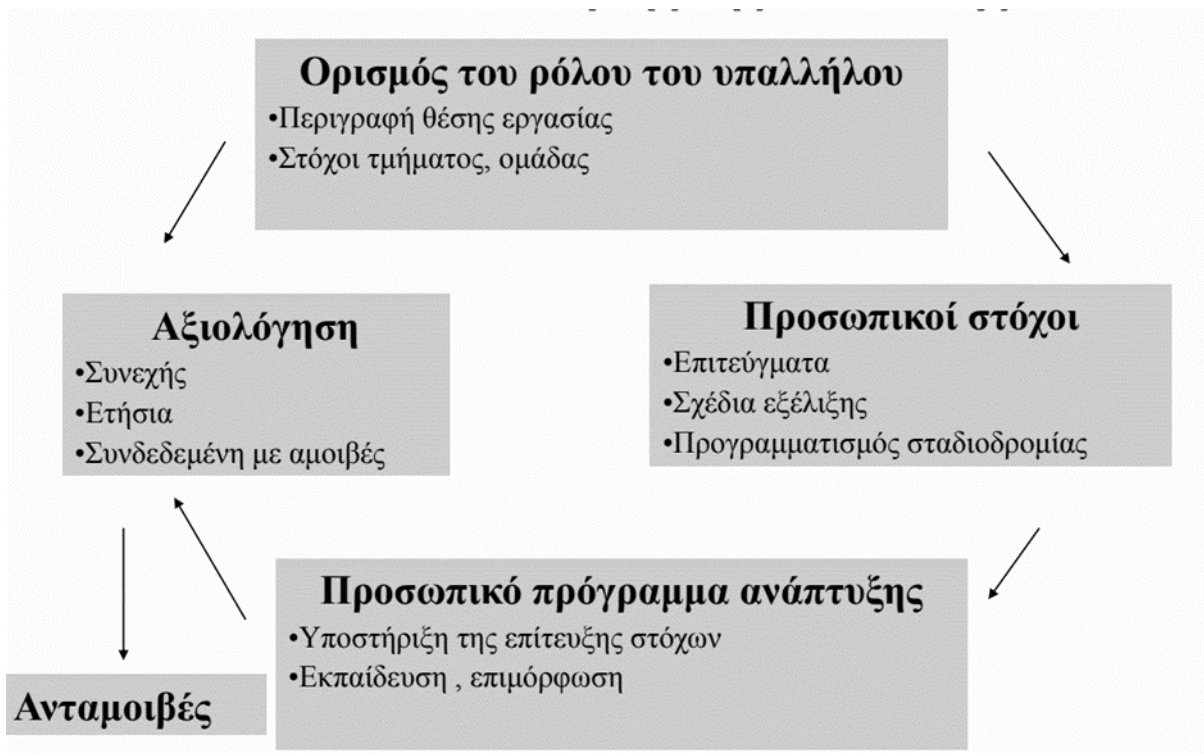 Ορισμός του ρόλου του υπαλλήλου
•Περιγραφή θέσης εργασίας
•Στόχοι τμήματος, ομάδας
Αξιολόγηση
•Συνεχής
•Ετήσια
•Συνδεδεμένη με αμοιβές
Προσωπικοί στόχοι
•Επιτεύγματα
•Σχέδια εξέλιξης
•Προγραμματισμός σταδιοδρομίας
Προσωπικό πρόγραμμα ανάπτυξης
•Υποστήριξη της επίτευξης στόχων
•Εκπαίδευση , επιμόρφωση
Ανταμοιβές